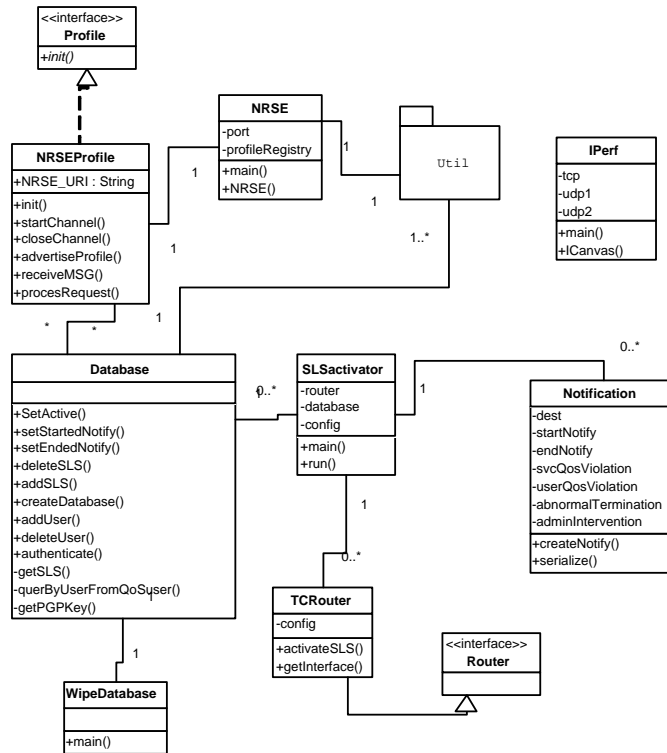 <<interface>>
Profile
+init()
NRSE
-port
-profileRegistry
+main()
+NRSE()
Util
IPerf
-tcp
-udp1
-udp2
+main()
+ICanvas()
NRSEProfile
+NRSE_URI : String
+init()
+startChannel()
+closeChannel()
+advertiseProfile()
+receiveMSG()
+procesRequest()
1
1
1
1
1..*
1
*
*
Database
+SetActive()
+setStartedNotify()
+setEndedNotify()
+deleteSLS()
+addSLS()
+createDatabase()
+addUser()
+deleteUser()
+authenticate()
-getSLS()
-querByUserFromQoSuser()
-getPGPKey()
0..*
1
SLSactivator
-router
-database
-config
+main()
+run()
1
0..*
Notification
-dest
-startNotify
-endNotify
-svcQosViolation
-userQosViolation
-abnormalTermination
-adminIntervention
+createNotify()
+serialize()
1
0..*
TCRouter
-config
+activateSLS()
+getInterface()
<<interface>>
Router
1
1
WipeDatabase
+main()